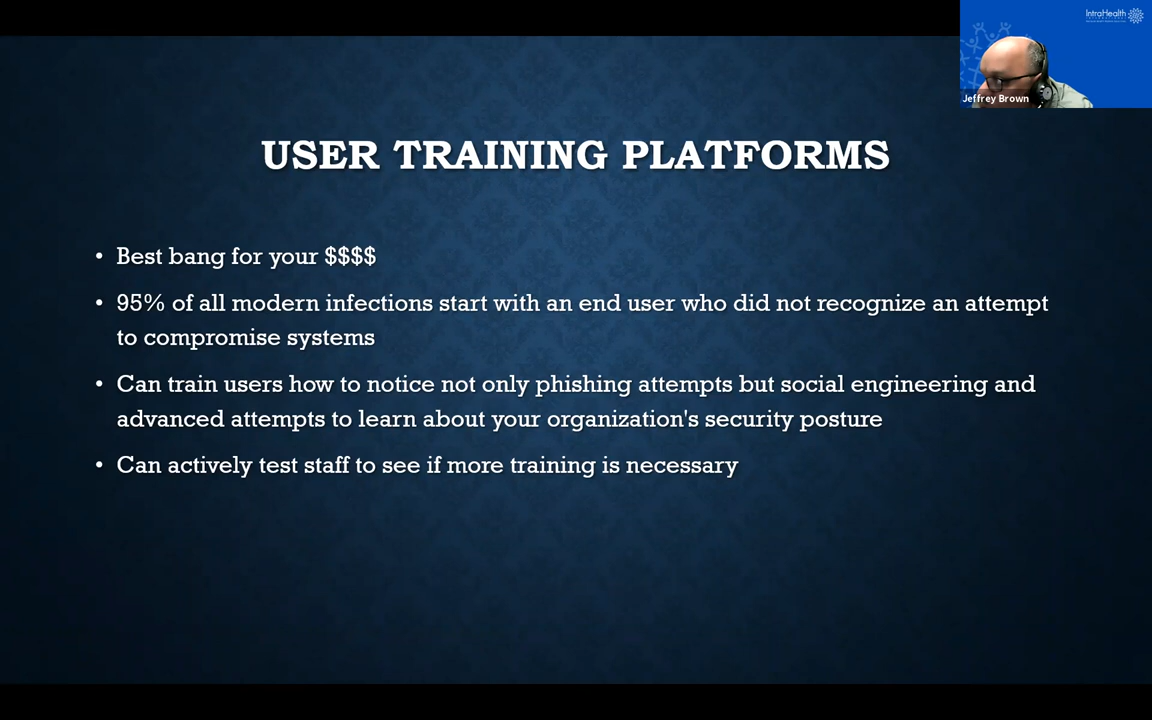 IntraHealth
Jeffrey Brown
USER TRAINING PLATFORMS
• Best bang for your $$$$
• 95% of all modern infections start with an end user who did not recognize an attempt
to compromise systems
• Can train users how to notice not only phishing attempts but social engineering and
advanced attempts to learn about your organization's security posture
• Can actively test staff to see if more training is necessary